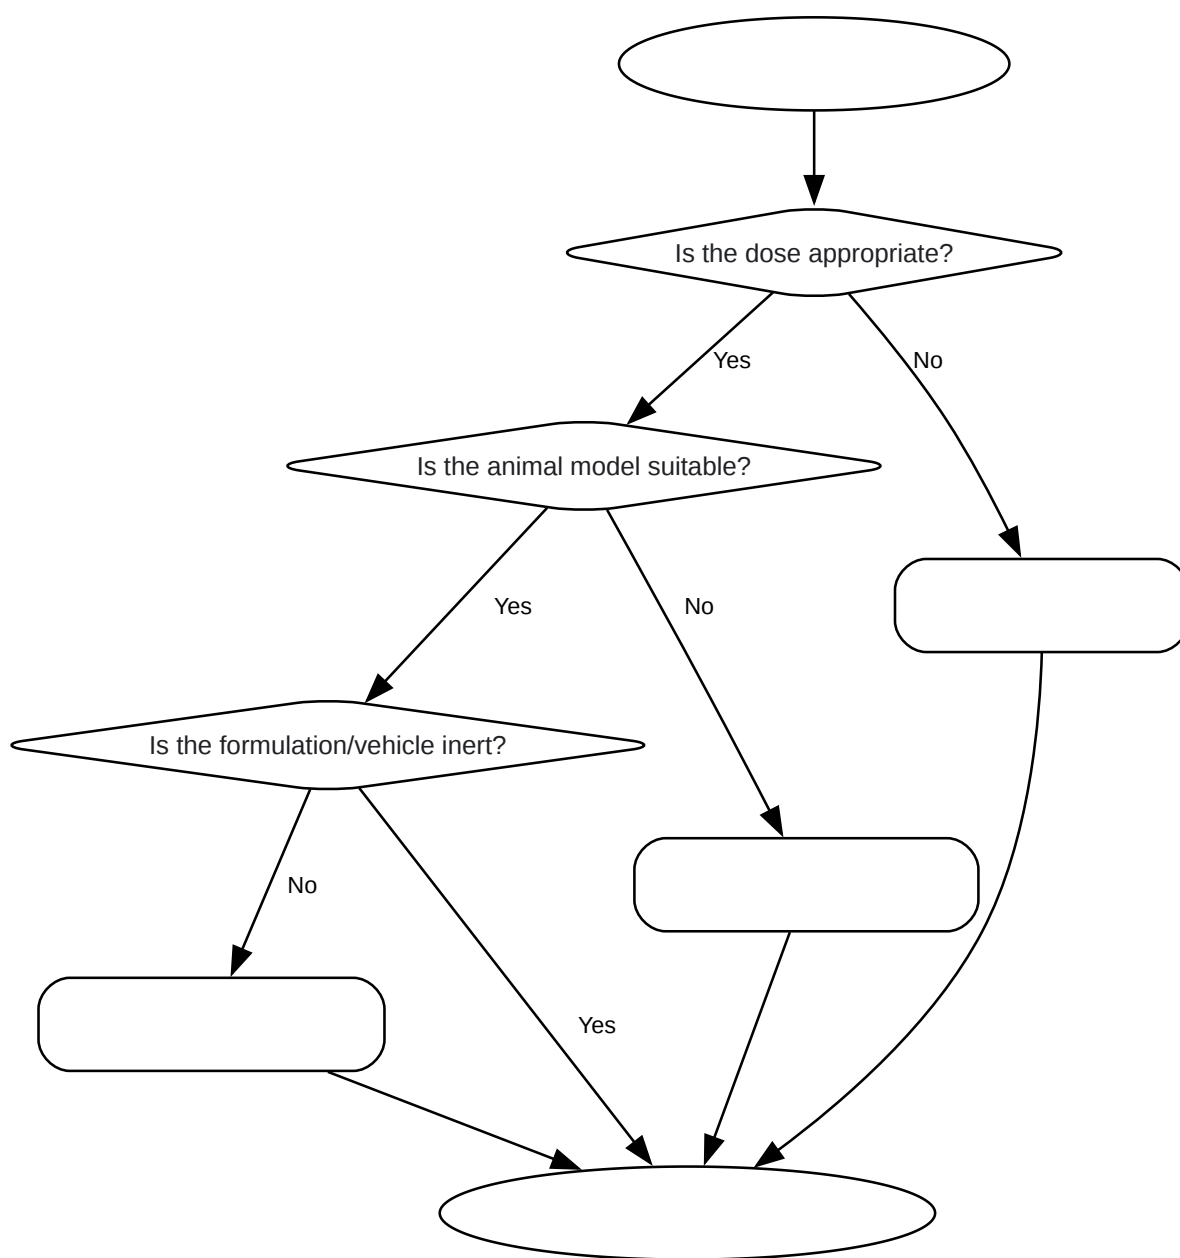 Is the dose appropriate?
Yes
No
Is the animal model suitable?
Yes
No
Is the formulation/vehicle inert?
No
Yes